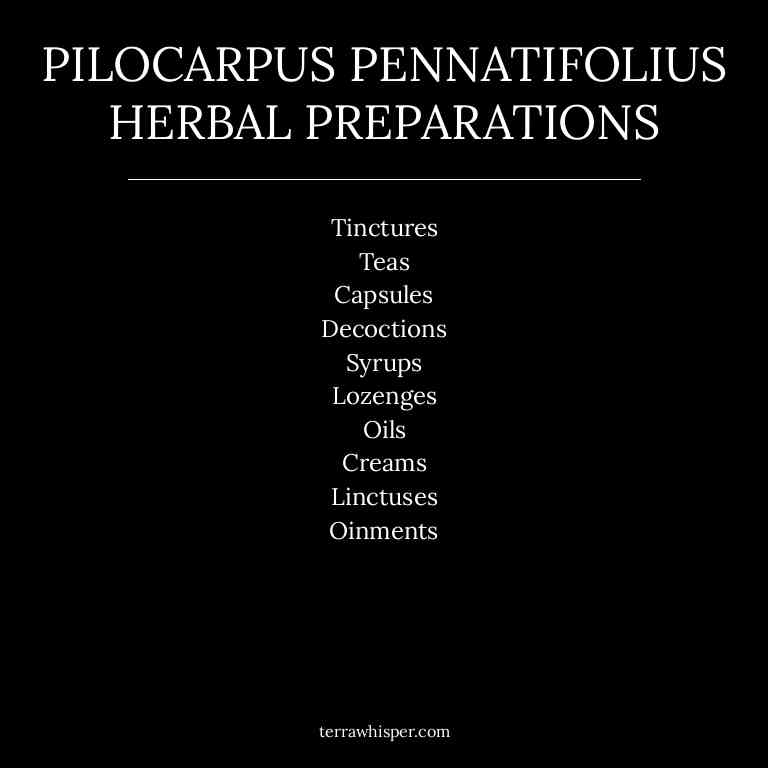 PILOCARPUS PENNATIFOLIUS
HERBAL PREPARATIONS
Tinctures
Teas
Capsules
Decoctions
Syrups
Lozenges
Oils
Creams
Linctuses
Oinments
terrawhisper.com